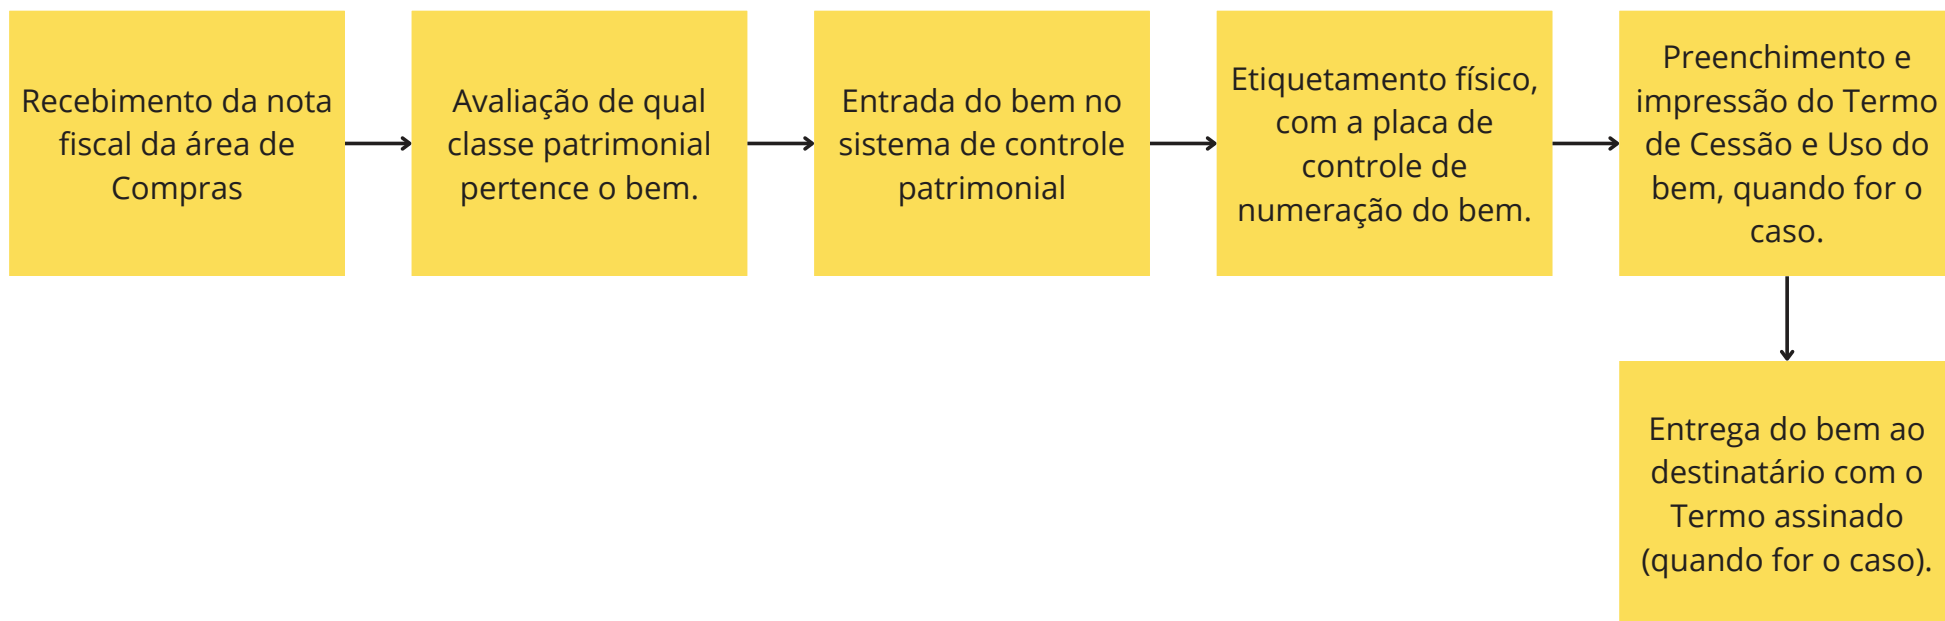 Recebimento da nota
fiscal da área de
Compras
Avaliação de qual
classe patrimonial
pertence o bem.
Entrada do bem no
sistema de controle
patrimonial
Etiquetamento físico,
com a placa de
controle de
numeração do bem.
Preenchimento e
impressão do Termo
de Cessão e Uso do
bem, quando for o
caso.
Entrega do bem ao
destinatário com o
Termo assinado
(quando for o caso).